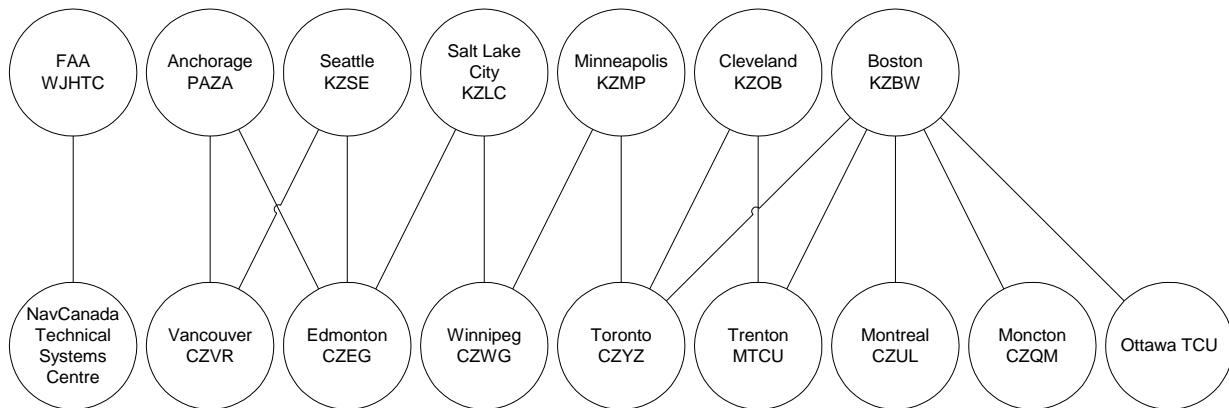 FAA
WJHTC
Anchorage
PAZA
Seattle
KZSE
Salt Lake
City
KZLC
Minneapolis
KZMP
Cleveland
KZOB
Boston
KZBW
NavCanada
Technical
Systems
Centre
Vancouver
CZVR
Edmonton
CZEG
Winnipeg
CZWG
Toronto
CZYZ
Trenton
MTCU
Montreal
CZUL
Moncton
CZQM
Ottawa TCU